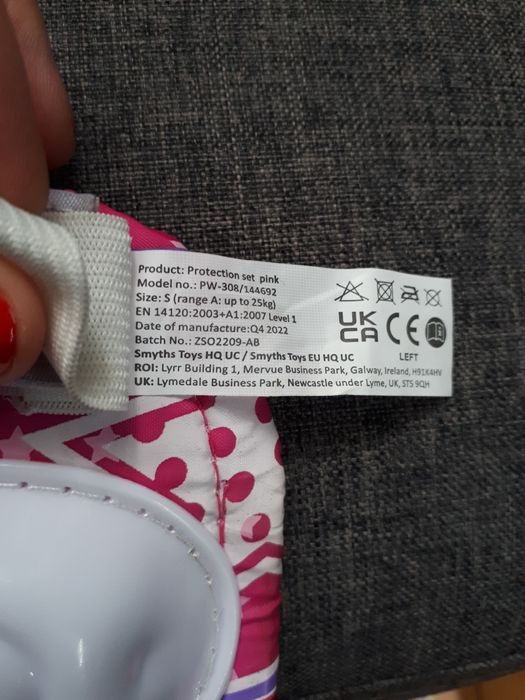 Product: Protection set pink
Model no.: PW-308/144692
Size: S (range A: up to 25kg)
EN 14120:2003+A1:2007 Level 1
Date of manufacture:Q4 2022
Batch No.: ZSO2209-AB
UK
CA CE
LEFT
Smyths Toys HQ UC / Smyths Toys EU HQ UC
ROI: Lyrr Building 1, Mervue Business Park, Galway, Ireland, H91K4HV
UK: Lymedale Business Park, Newcastle under Lyme, UK, ST5 9QH